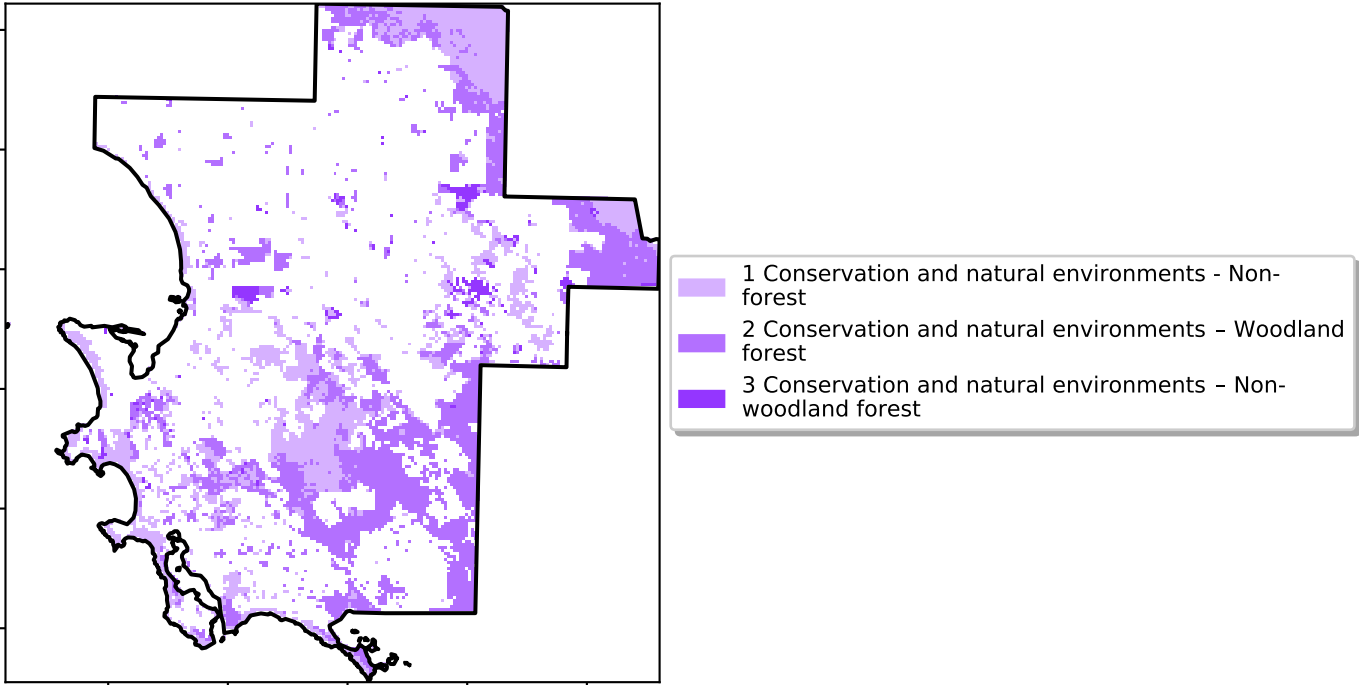 1 Conservation and natural environments - Non-
forest
2 Conservation and natural environments – Woodland
forest
3 Conservation and natural environments – Non-
woodland forest